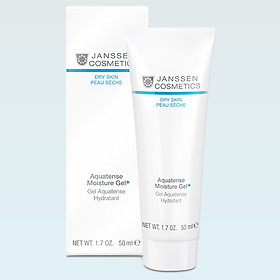 JANSSEN
COSMETICS
DRY SKIN
PEAU SÈCHE
Aquatense
Moisture Gel+
Gel Aquatense
Hydratant
NET WT. 1.7 OZ. 50 ml e
JANSSEN
COSMETICS
DRY SKIN
PEAU SÈCHE
Aquatense
Moisture Gel+
Gel Aquatense
Hydratant
NET WT. 1.7 OZ. 50 ml e